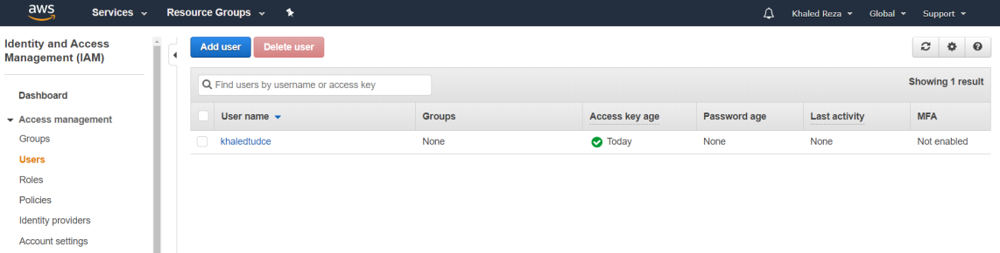 aws Services Resource Groups Khaled Reza Global Support
Identity and Access
Management (IAM)
Dashboard
Access management
Groups
Users
Roles
Policies
Identity providers
Account settings
Add user Delete user
Find users by username or access key Showing 1 result
User name Groups Access key age Password age Last activity MFA
khaledtudce None Today None None Not enabled